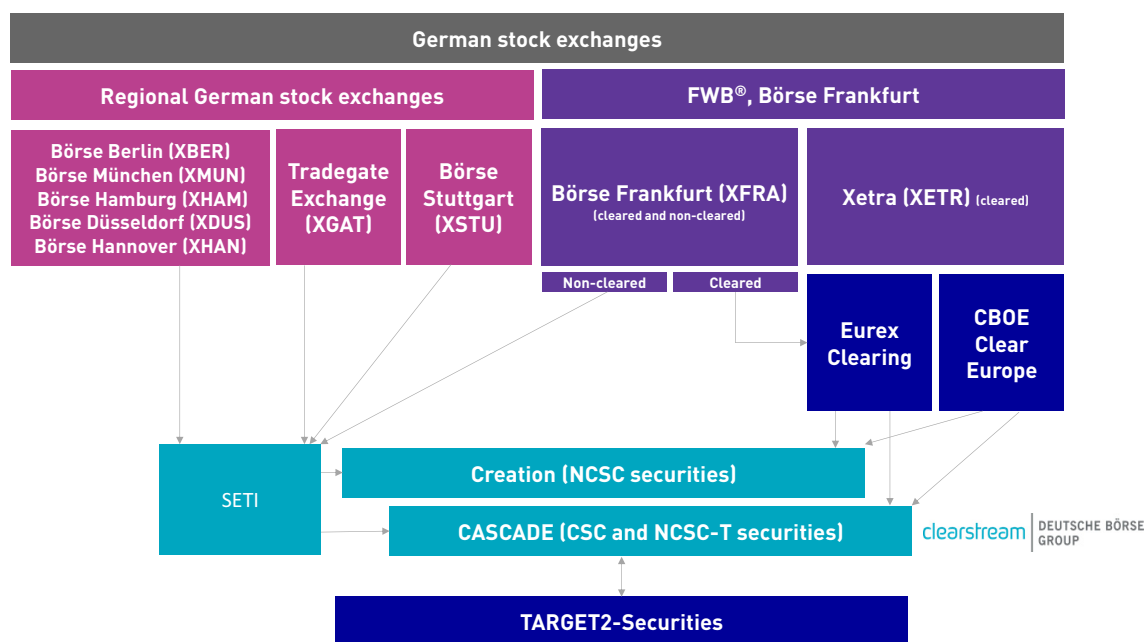 German stock exchanges
Regional German stock exchanges
FWB®, Börse Frankfurt
Börse Berlin (XBER)
Börse München (XMUN)
Börse Hamburg (XHAM)
Börse Düsseldorf (XDUS)
Börse Hannover (XHAN)
Tradegate
Exchange
(XGAT)
Börse
Stuttgart
(XSTU)
Börse Frankfurt (XFRA)
(cleared and non-cleared)
Xetra (XETR) (cleared)
Non-cleared
Cleared
Eurex
Clearing
CBOE
Clear
Europe
SETI
Creation (NCSC securities)
CASCADE (CSC and NCSC-T securities)
clearstream
DEUTSCHE BÖRSE
GROUP
TARGET2-Securities